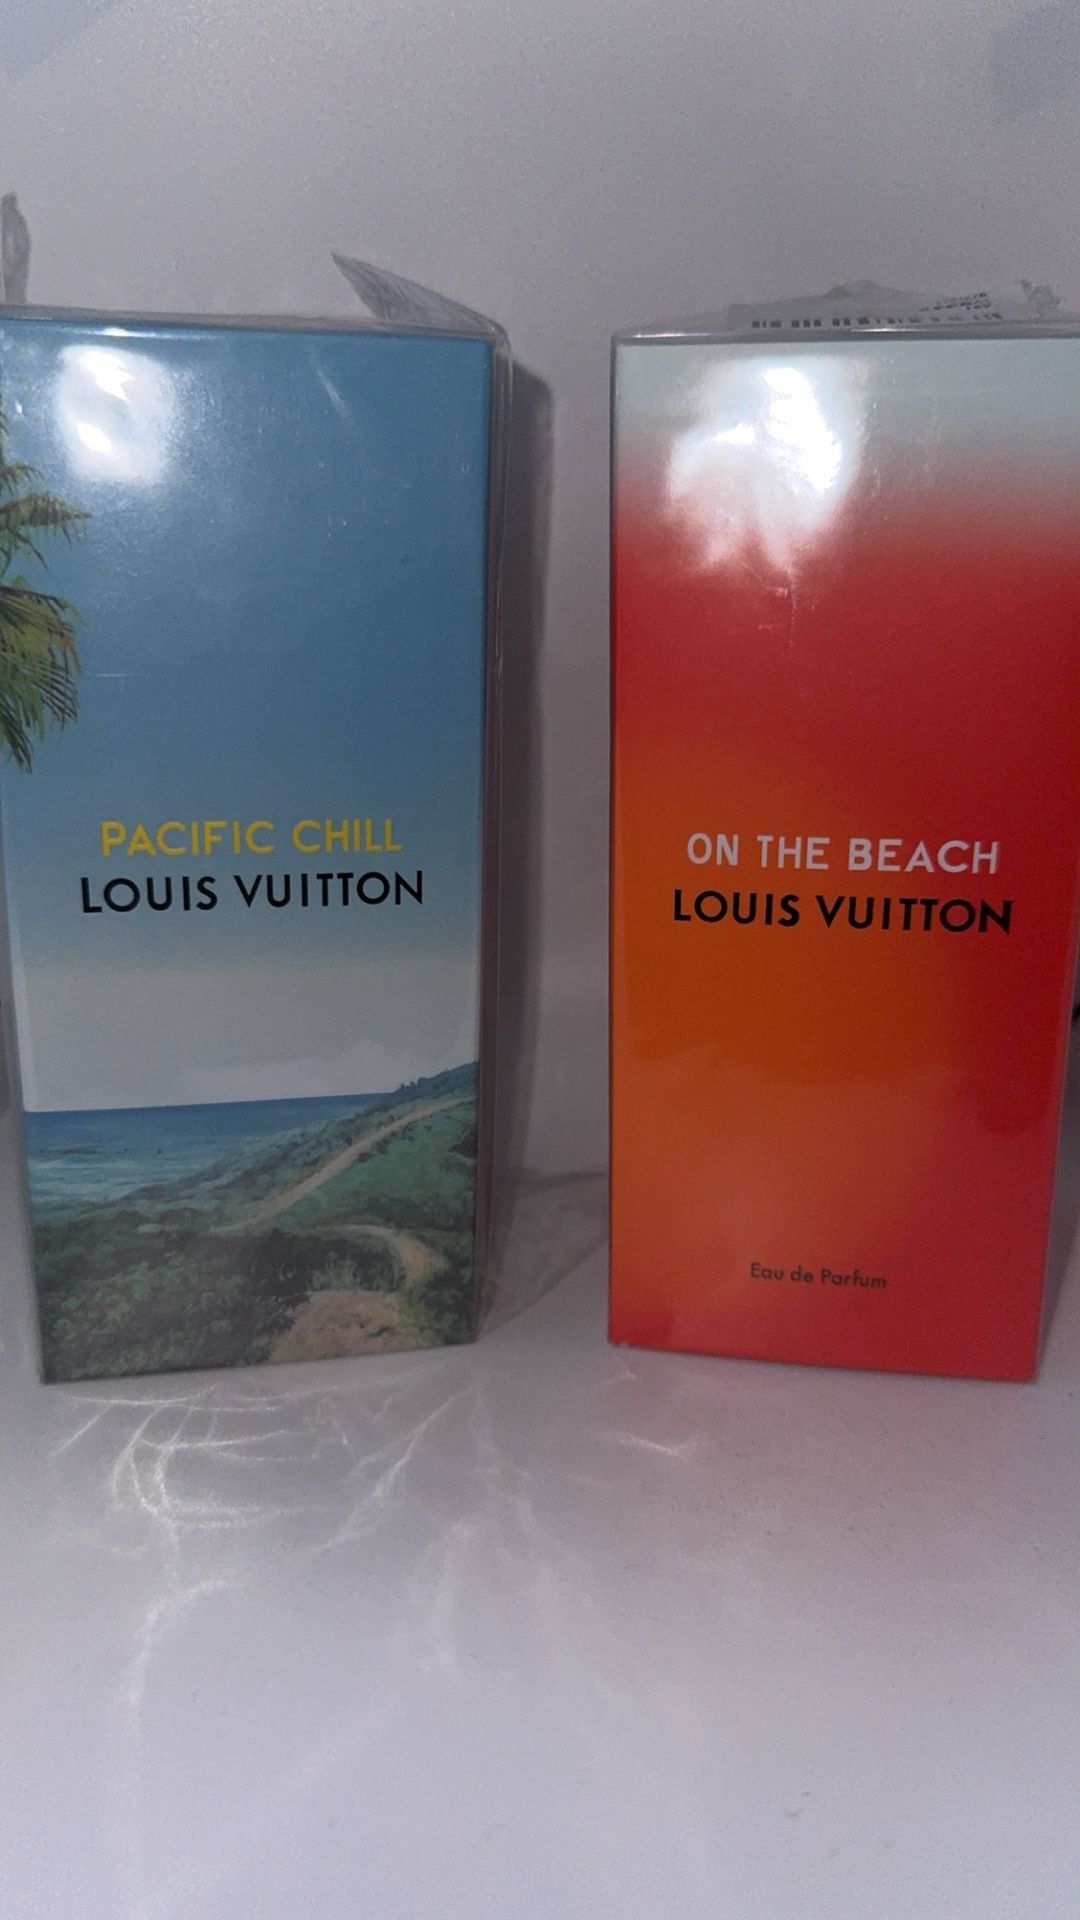 PACIFIC CHILL
LOUIS VUITTON
ON THE BEACH
LOUIS VUITTON
Eau de Parfum